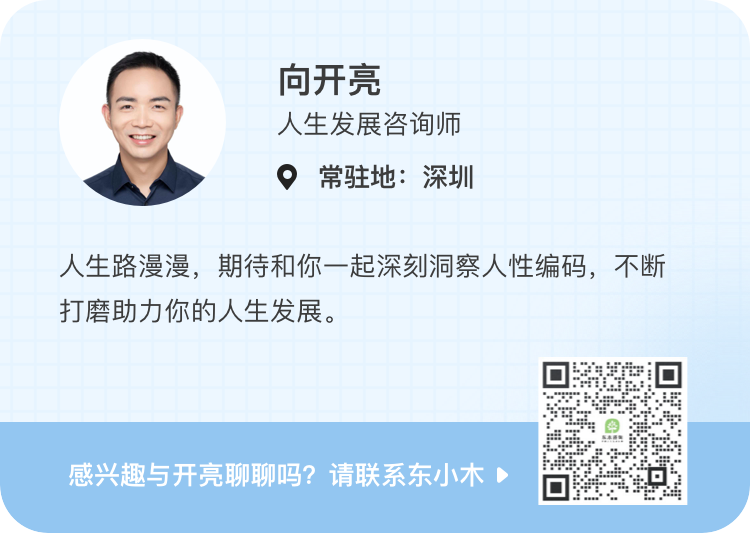 向开亮
人生发展咨询师
常驻地：深圳
人生路漫漫，期待和你一起深刻洞察人性编码，不断
打磨助力你的人生发展。
感兴趣与开亮聊聊吗？请联系东小木